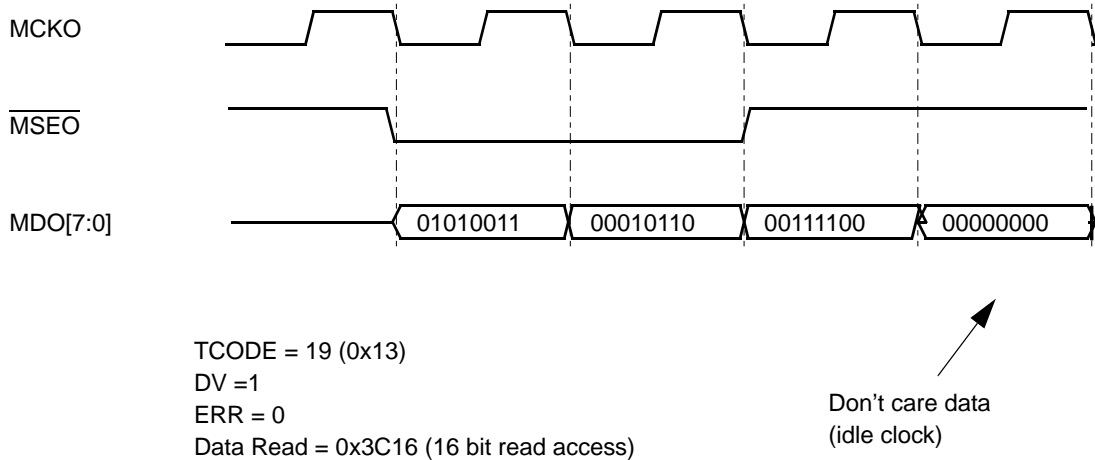 MCKO
MSEO
MDO[7:0]
01010011 00010110 00111100 00000000
TCODE = 19 (0x13)
DV =1
ERR = 0
Data Read = 0x3C16 (16 bit read access)
Don't care data
(idle clock)